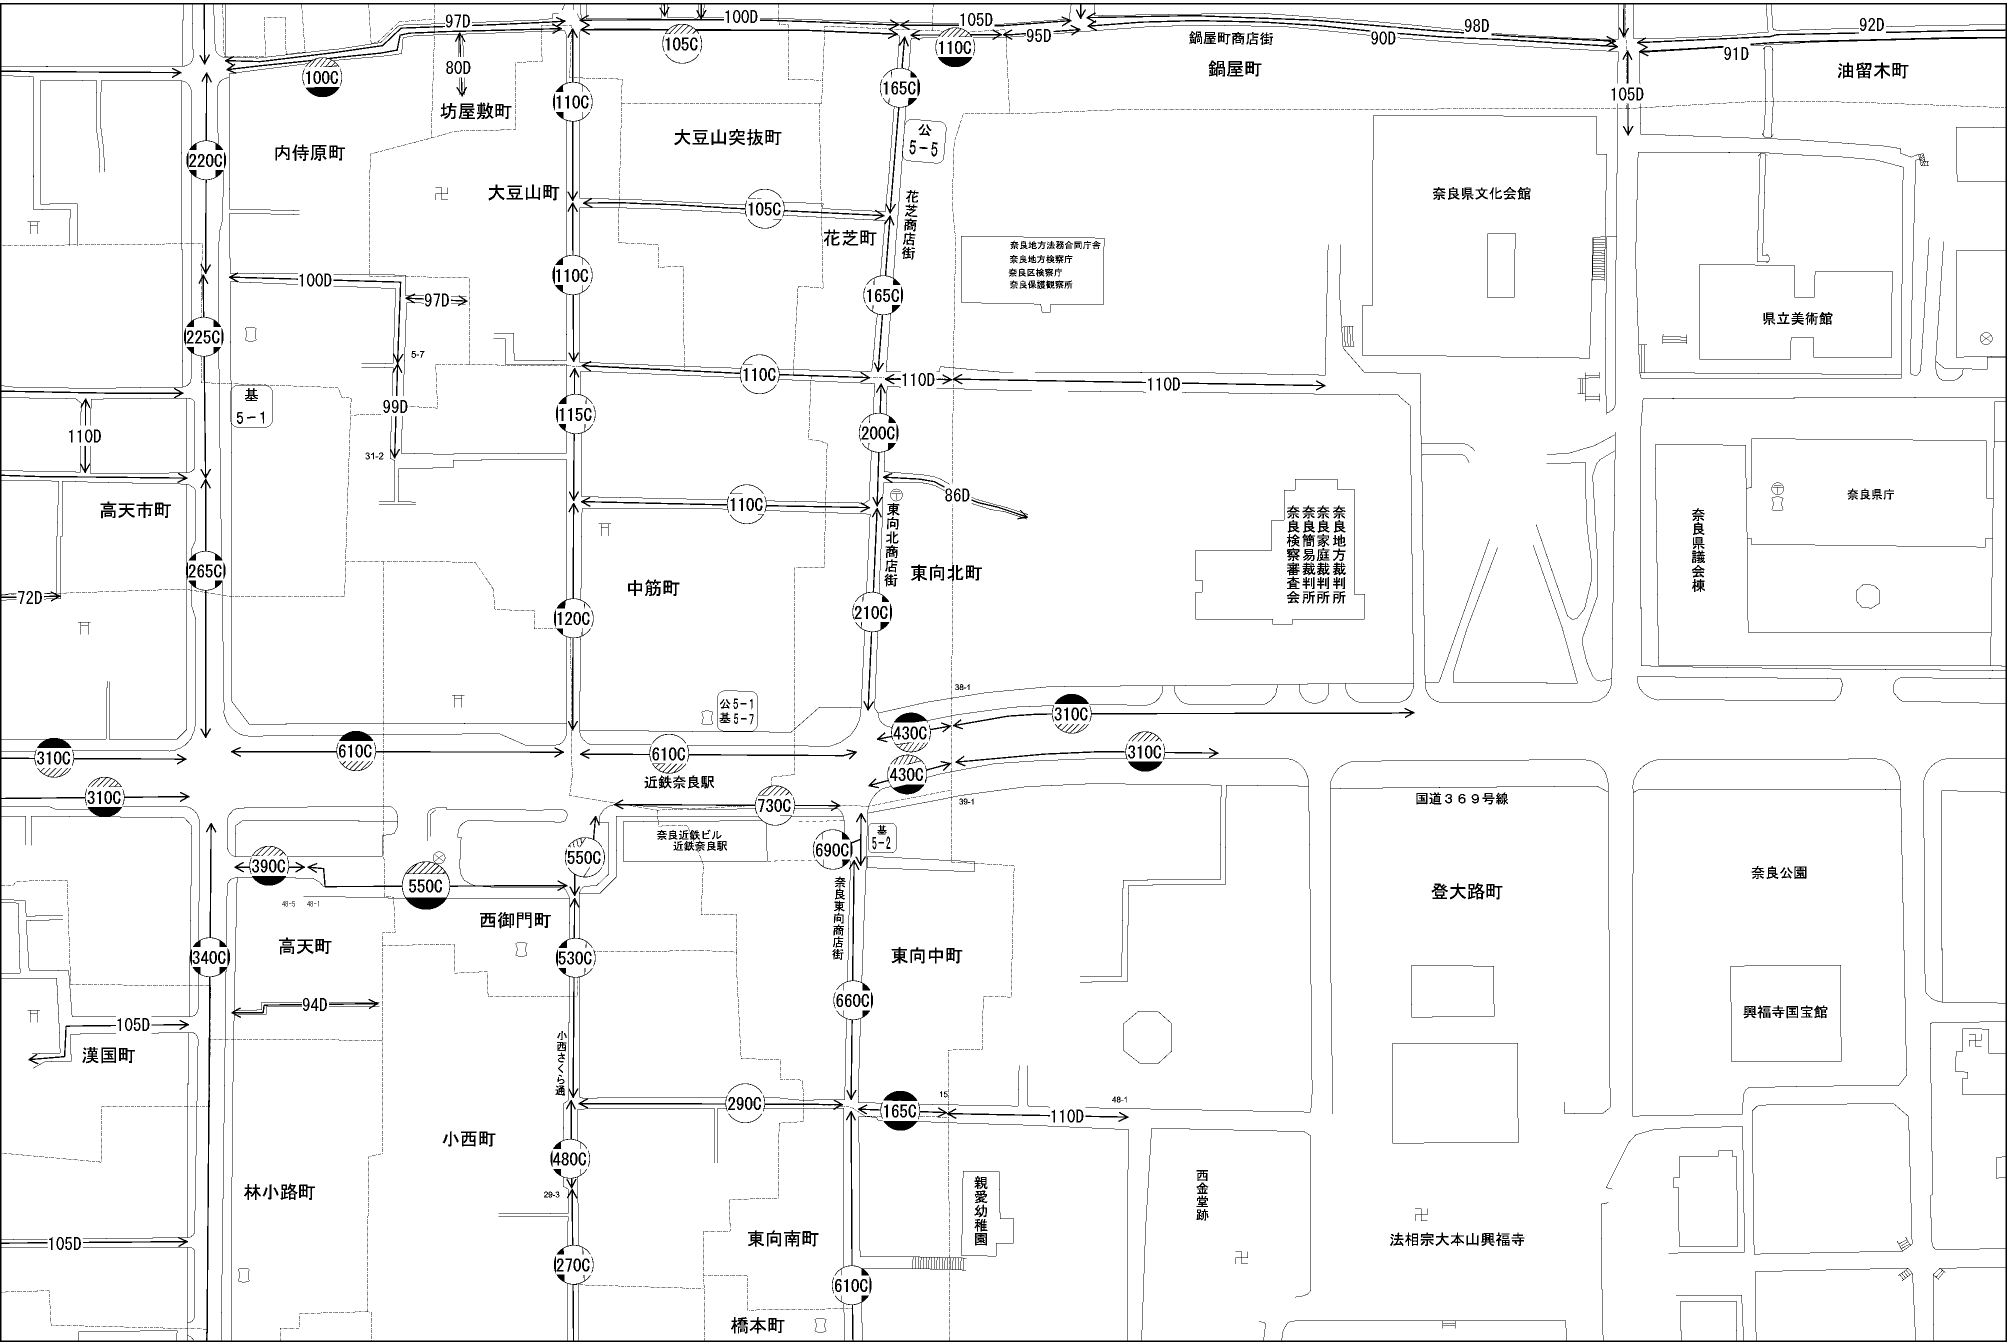 97D
100D
105D
98D
92D
105C
110C
95D
鍋屋町商店街
90D
91D
80D
100C
165C
鍋屋町
油留木町
105D
坊屋敷町
110C
大豆山突抜町
公
5-5
内侍原町
220C
大豆山町
105C
花芝商店街
奈良県文化会館
花芝町
奈良地方法務合同庁舎
奈良地方検察庁
奈良区検察庁
奈良保護観察所
100D
97D
110C
165C
県立美術館
225C
5-7
110C
110D
110D
基
5-1
99D
115C
200C
110D
31-2
86D
110C
高天市町
東向北商店街
奈良地方裁判所
奈良家庭裁判所
奈良簡易裁判所
奈良検察審査会
奈良県議会棟
奈良県庁
265C
72D
中筋町
東向北町
120C
210C
38-1
公5-1
基5-7
310C
430C
310C
610C
610C
310C
近鉄奈良駅
430C
310C
730C
39-1
国道369号線
奈良近鉄ビル
近鉄奈良駅
基
5-2
690C
550C
390C
550C
奈良公園
48-5
48-1
西御門町
奈良東向商店街
登大路町
高天町
340C
530C
東向中町
94D
660C
興福寺国宝館
105D
漢国町
小西さくら通
290C
165C
15
110D
48-1
小西町
480C
29-3
林小路町
親愛幼稚園
西金堂跡
105D
東向南町
法相宗大本山興福寺
270C
610C
橋本町